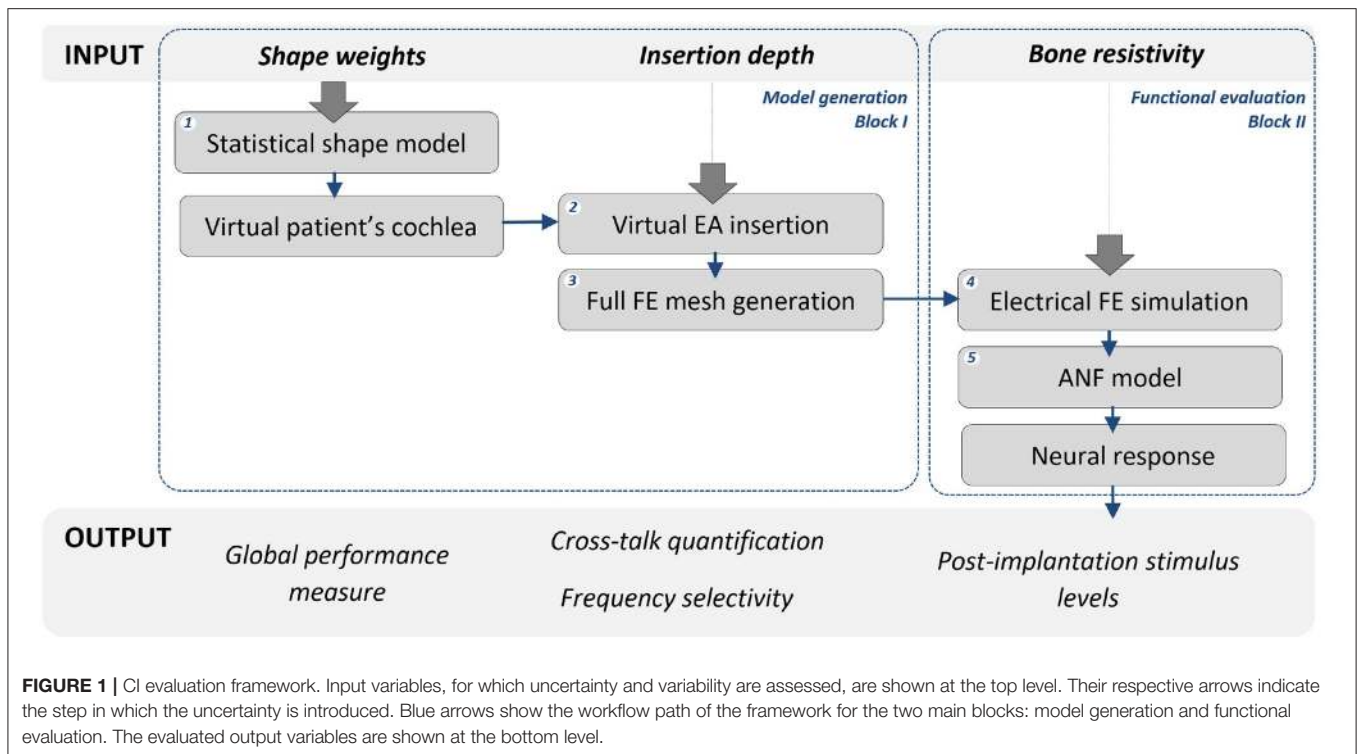 INPUT
Shape weights
Insertion depth
Bone resistivity
Model generation
Block I
Functional evaluation
Block II
1
Statistical shape model
Virtual patient's cochlea
2
Virtual EA insertion
3
Full FE mesh generation
4
Electrical FE simulation
5
ANF model
Neural response
OUTPUT
Global performance
measure
Cross-talk quantification
Frequency selectivity
Post-implantation stimulus
levels
FIGURE 1 | CI evaluation framework. Input variables, for which uncertainty and variability are assessed, are shown at the top level. Their respective arrows indicate
the step in which the uncertainty is introduced. Blue arrows show the workflow path of the framework for the two main blocks: model generation and functional
evaluation. The evaluated output variables are shown at the bottom level.